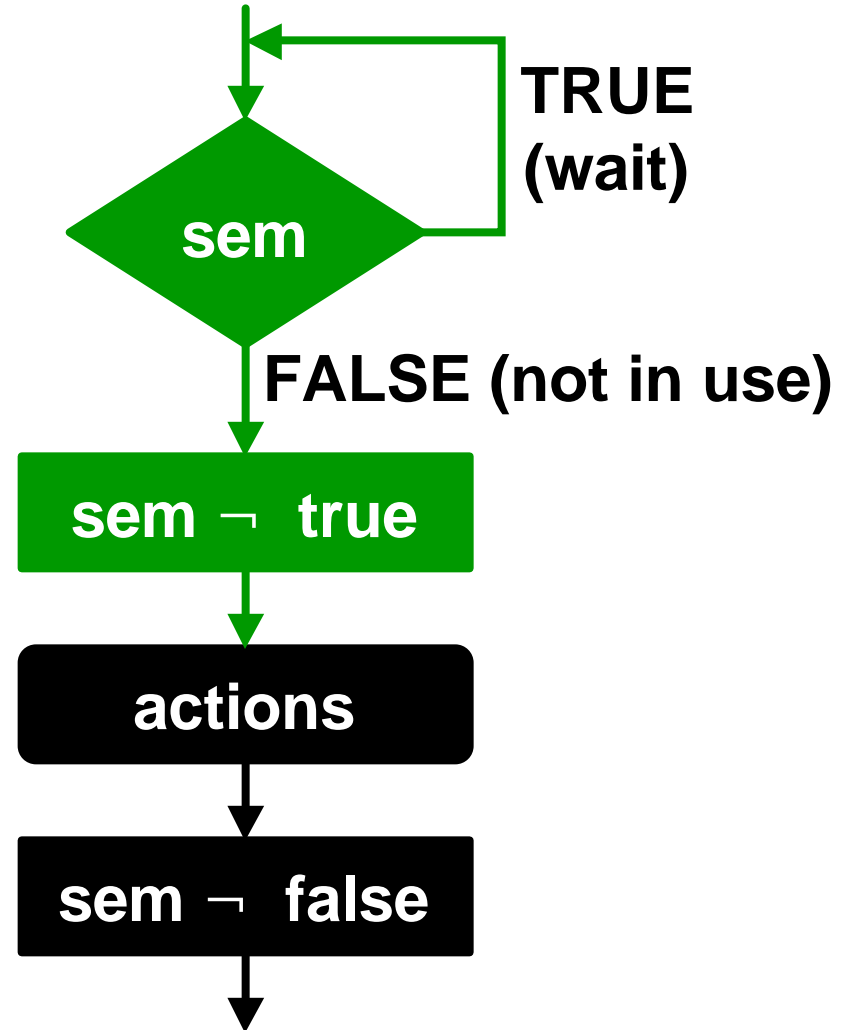 TRUE
(wait)
sem
FALSE (not in use)
sem ¬ true
actions
sem ¬ false